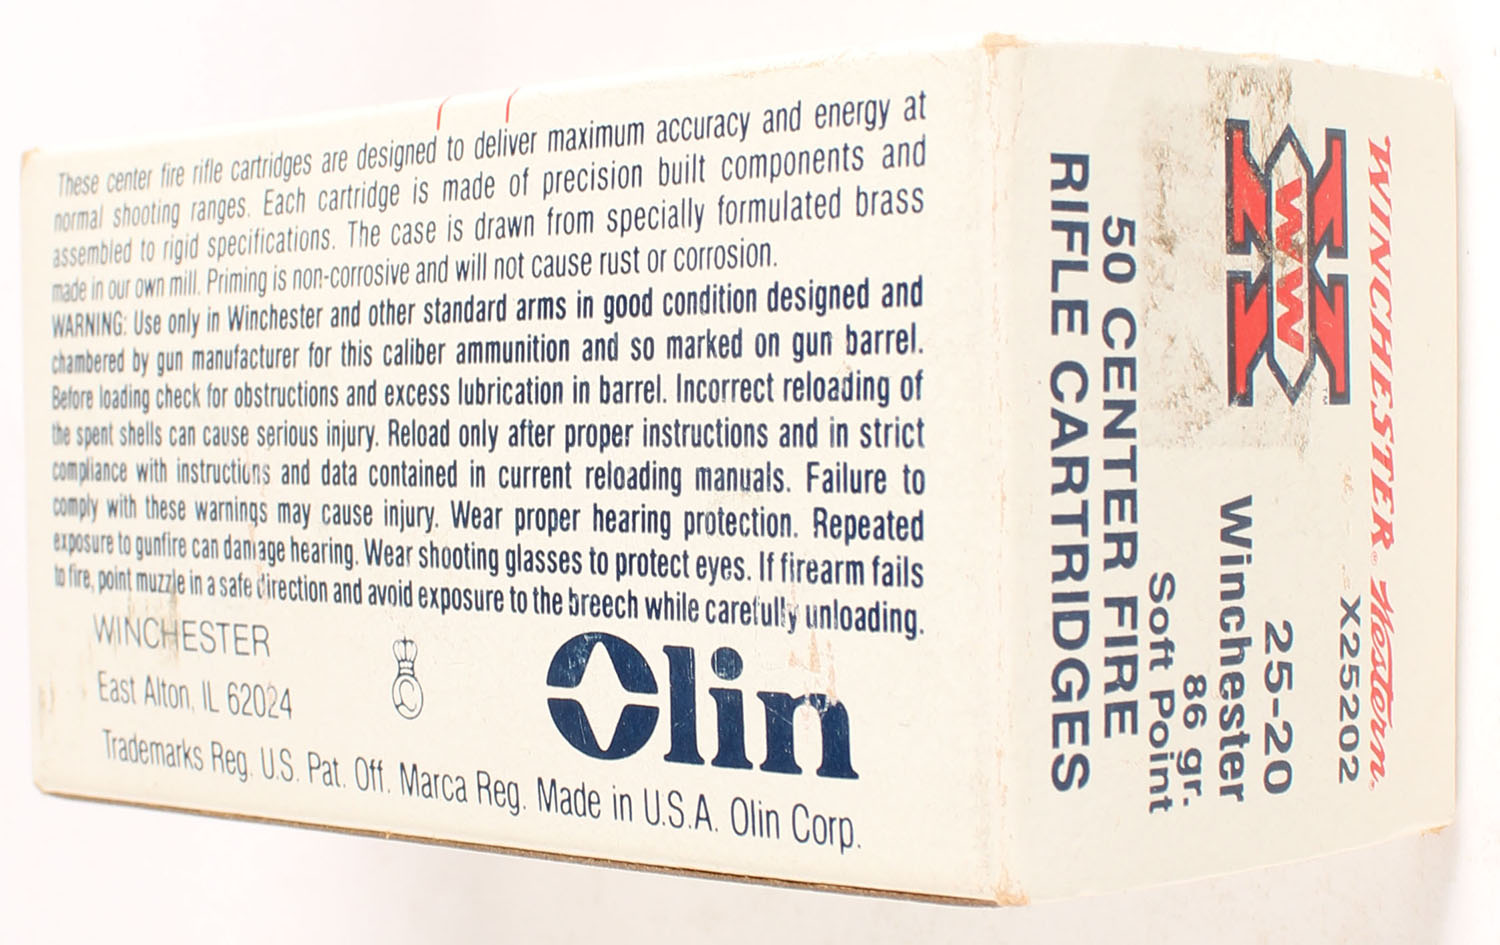 These center fire rifle cartridges are designed to deliver maximum accuracy and energy at
normal shooting ranges. Each cartridge is made of precision built components and
assembled to rigid specifications. The case is drawn from specially formulated brass
made in our own mill. Priming is non-corrosive and will not cause rust or corrosion.
WARNING: Use only in Winchester and other standard arms in good condition designed and
chambered by gun manufacturer for this caliber ammunition and so marked on gun barrel.
Before loading check for obstructions and excess lubrication in barrel. Incorrect reloading of
the spent shells can cause serious injury. Reload only after proper instructions and in strict
compliance with instructions and data contained in current reloading manuals. Failure to
comply with these warnings may cause injury. Wear proper hearing protection. Repeated
exposure to gunfire can damage hearing. Wear shooting glasses to protect eyes. If firearm fails
to fire, point muzzle in a safe direction and avoid exposure to the breech while carefully unloading.
WINCHESTER
East Alton, IL 62024
C
Olin
Trademarks Reg. U.S. Pat. Off. Marca Reg. Made in U.S.A. Olin Corp.
WINCHESTER® Western®
X25202
X WW X™
25-20
Winchester
86 gr.
Soft Point
50 CENTER FIRE
RIFLE CARTRIDGES